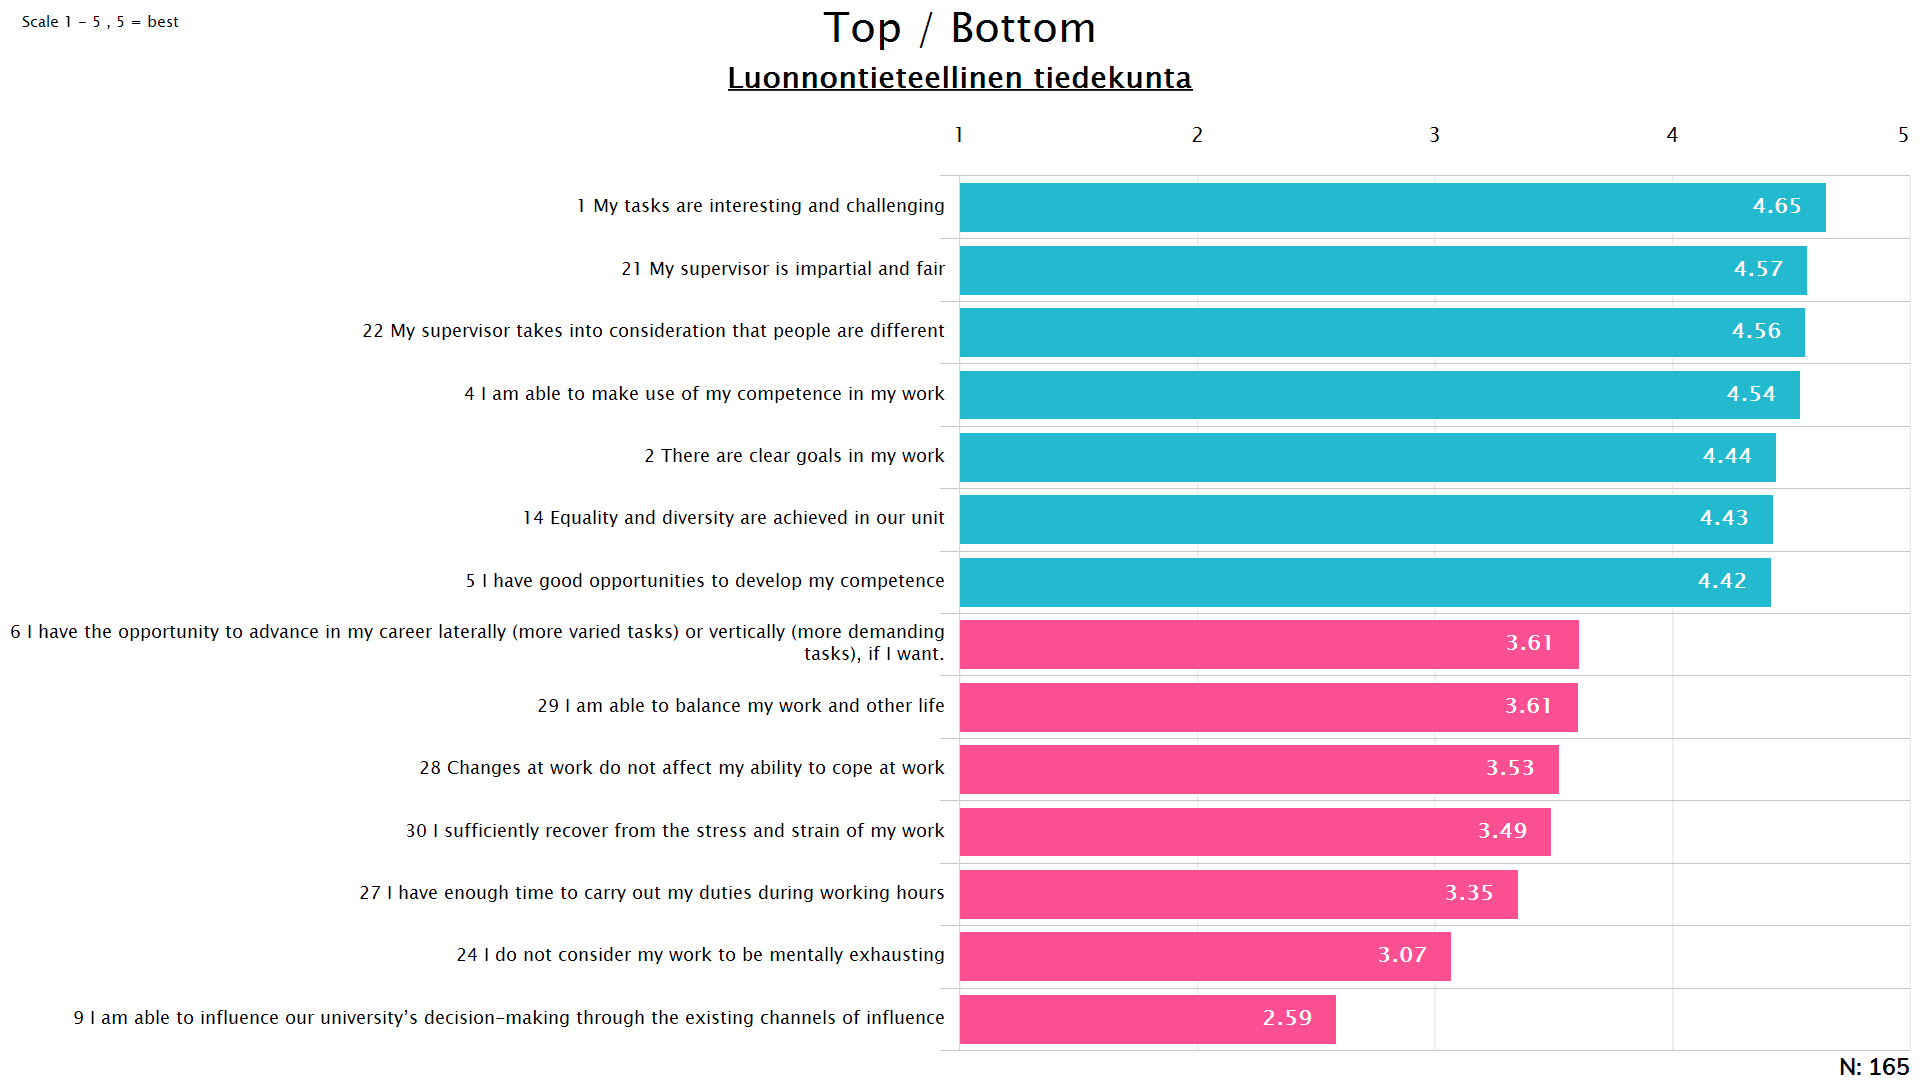 Scale 1 - 5 , 5 = best
Top / Bottom
Luonnontieteellinen tiedekunta
1 2 3 4 5
1 My tasks are interesting and challenging 4.65
21 My supervisor is impartial and fair 4.57
22 My supervisor takes into consideration that people are different 4.56
4 I am able to make use of my competence in my work 4.54
2 There are clear goals in my work 4.44
14 Equality and diversity are achieved in our unit 4.43
5 I have good opportunities to develop my competence 4.42
6 I have the opportunity to advance in my career laterally (more varied tasks) or vertically (more demanding
tasks), if I want. 3.61
29 I am able to balance my work and other life 3.61
28 Changes at work do not affect my ability to cope at work 3.53
30 I sufficiently recover from the stress and strain of my work 3.49
27 I have enough time to carry out my duties during working hours 3.35
24 I do not consider my work to be mentally exhausting 3.07
9 I am able to influence our university’s decision-making through the existing channels of influence 2.59
N: 165